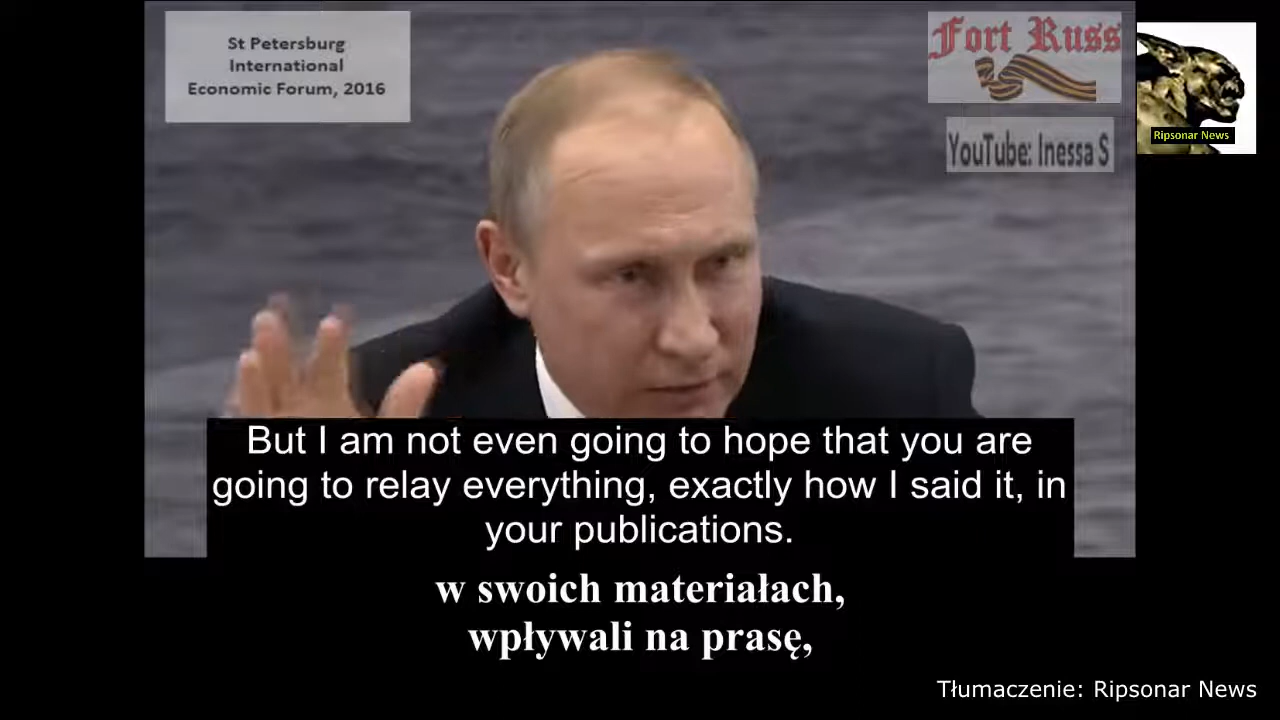 St Petersburg
International
Economic Forum, 2016
Fort Russ
YouTube: Inessa S
Ripsonar News
But I am not even going to hope that you are
going to relay everything, exactly how I said it, in
your publications.
w swoich materiałach,
wpływali na prasę,
Tłumaczenie: Ripsonar News